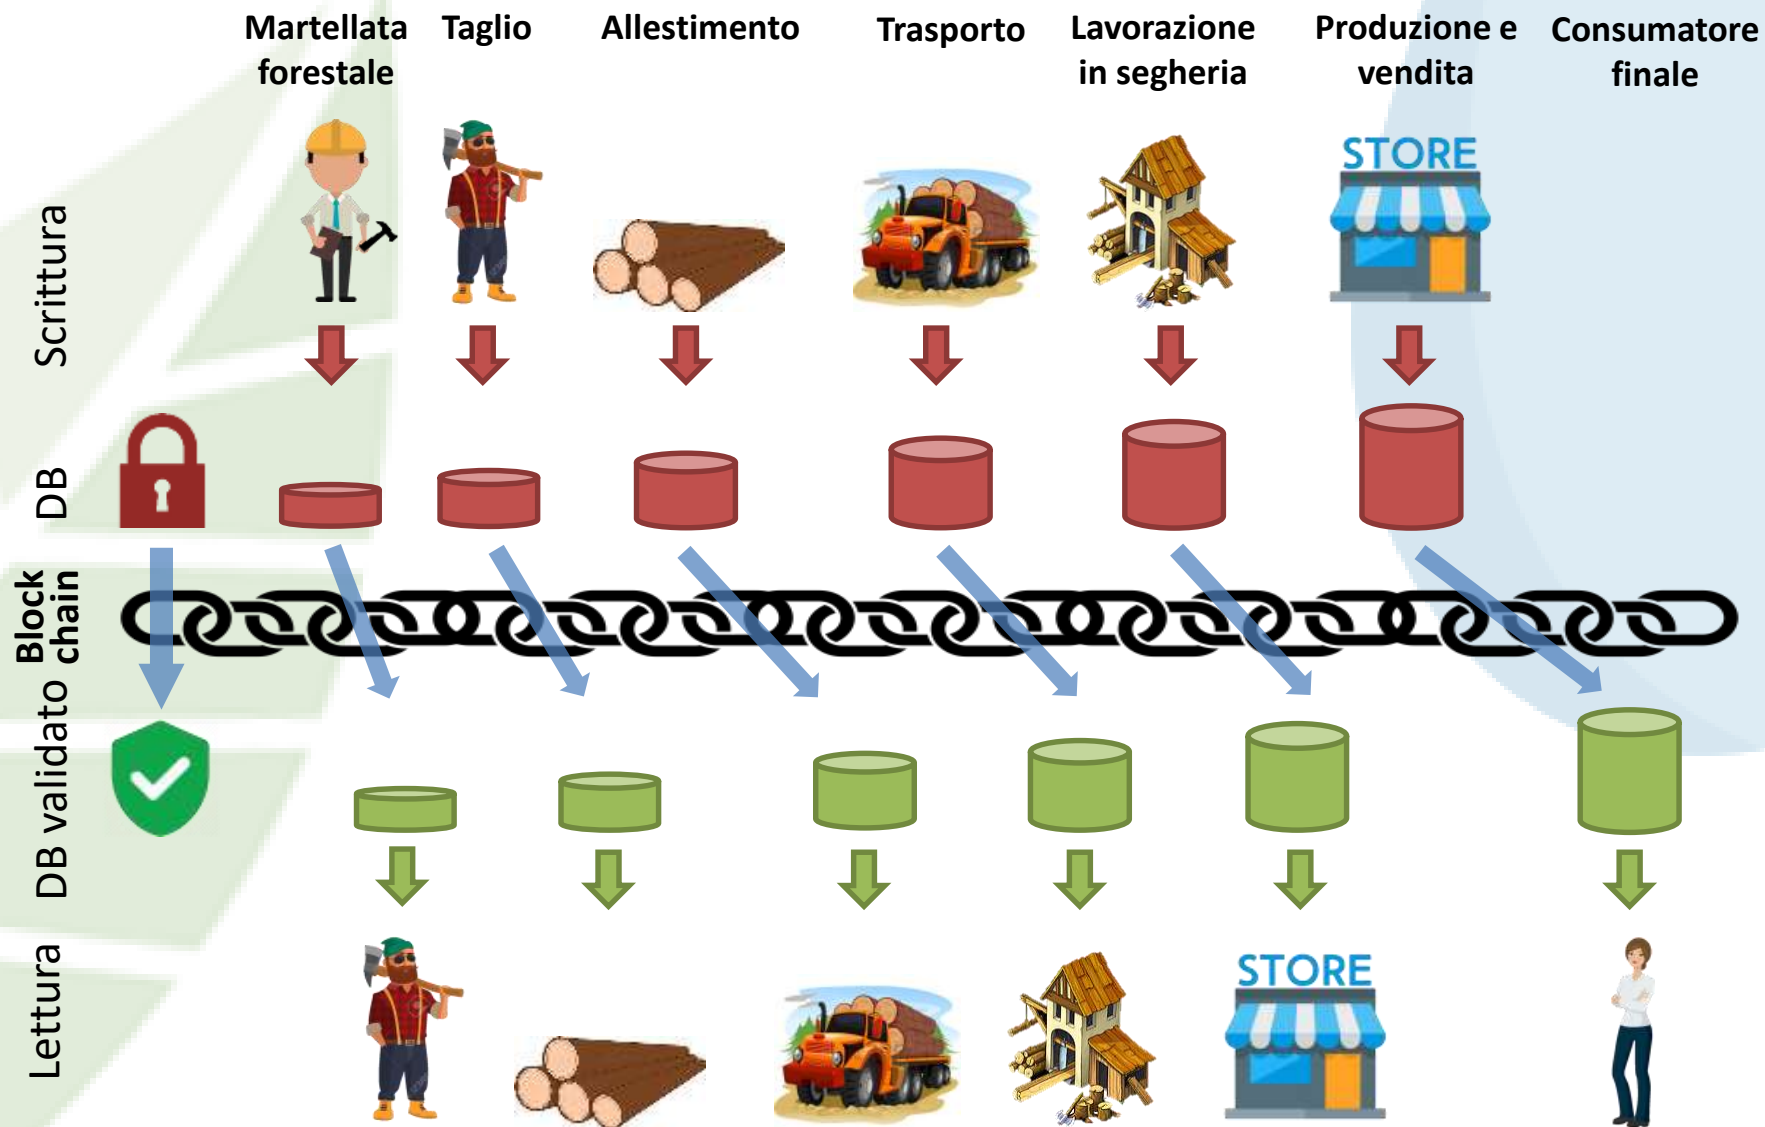 Martellata
forestale
Taglio
Allestimento
Trasporto
Lavorazione
in segheria
Produzione e
vendita
Consumatore
finale
Scrittura
STORE
DB
Block
chain
DB validato
Lettura
STORE